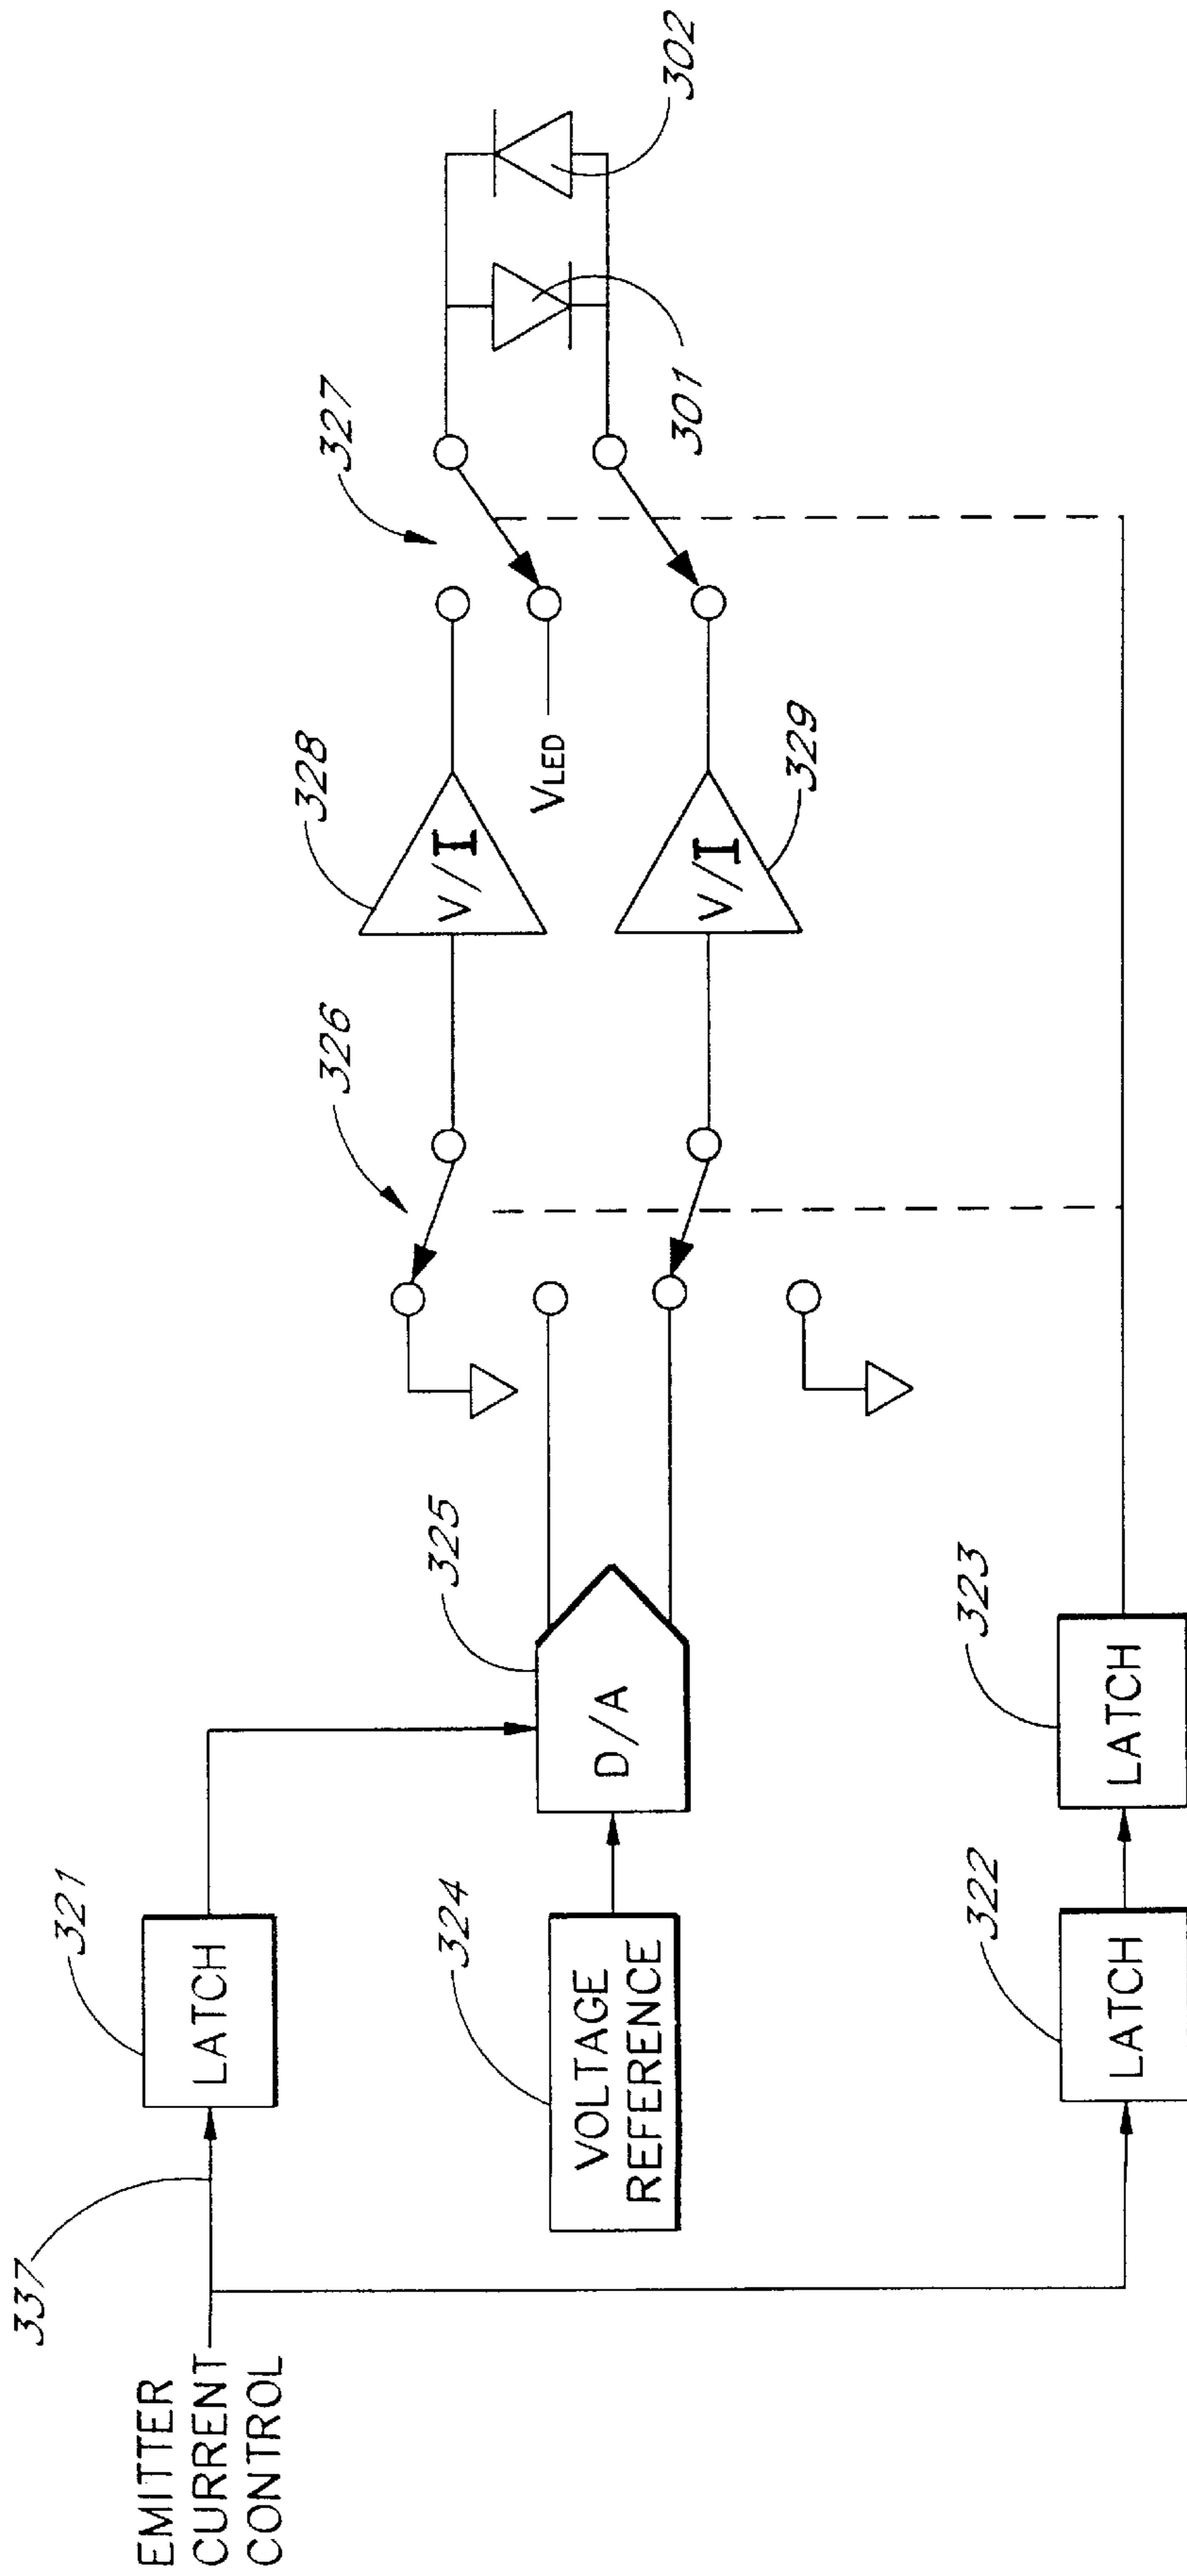 EMITTER
CURRENT
CONTROL
337
321
LATCH
324
VOLTAGE
REFERENCE
322
LATCH
323
LATCH
325
D/A
326
328
V/I
V/I
329
VLED
327
301
302